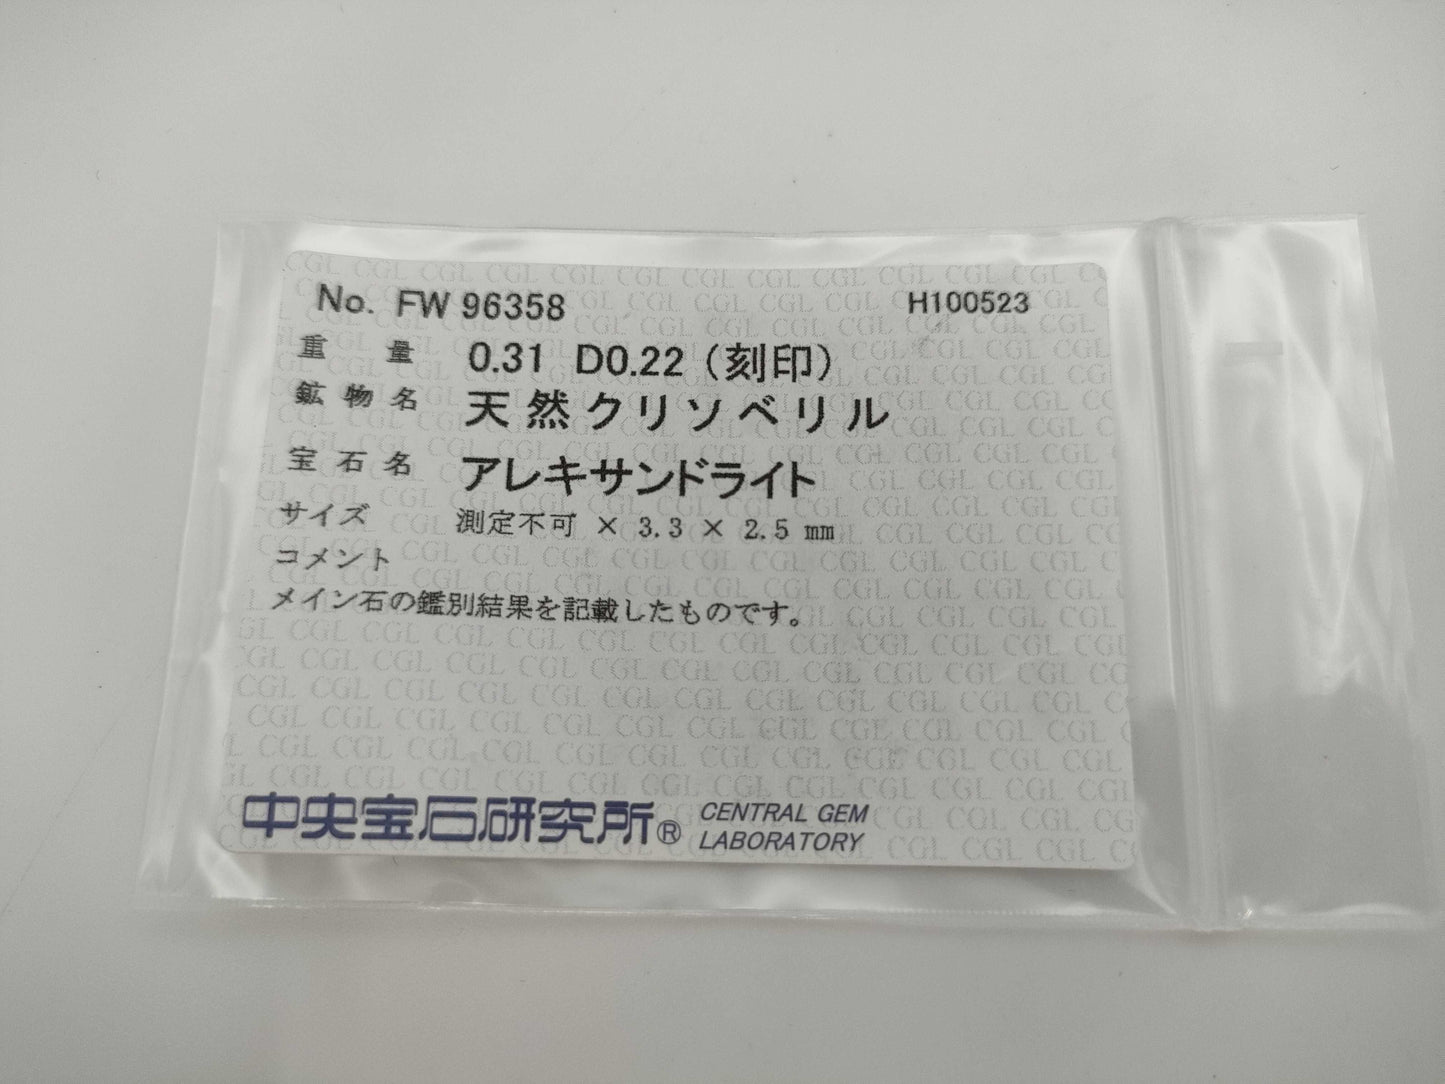 No. FW 96358 H100523
重量 0.31 D0.22 (刻印)
鉱物名 天然クリソベリル
宝石名 アレキサンドライト
サイズ 測定不可 × 3.3 × 2.5 mm
コメント
メイン石の鑑別結果を記載したものです。
中央宝石研究所® CENTRAL GEM
LABORATORY